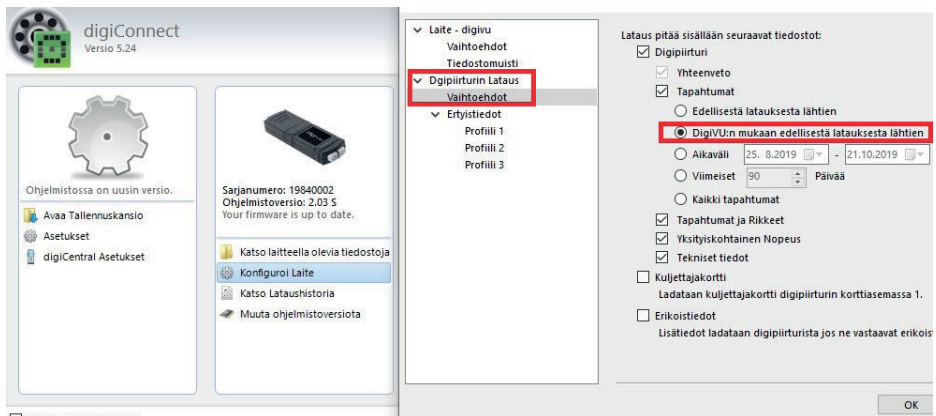 digiConnect
Versio 5.24
Ohjelmistossa on uusin versio.
Avaa Tallennuskansio
Asetukset
digiCentral Asetukset
Sarjanumero: 19840002
Ohjelmistoversio: 2.03 S
Your firmware is up to date.
Katso laitteella olevia tiedostoja
Konfiguroi Laite
Katso Lataushistoria
Muuta ohjelmistoversiota
Laite - digivu
Vaihtoehdot
Tiedostomuisti
Dgipiirturin Lataus
Vaihtoehdot
Ertyistiedot
Profiili 1
Profiili 2
Profiili 3
Lataus pitää sisällään seuraavat tiedostot:
Digipiirturi
Yhteenveto
Tapahtumat
Edellisestä latauksesta lähtien
DigiVU:n mukaan edellisestä latauksesta lähtien
Aikaväli 25. 8.2019 - 21.10.2019
Viimeiset 90 Päivää
Kaikki tapahtumat
Tapahtumat ja Rikkeet
Yksityiskohtainen Nopeus
Tekniset tiedot
Kuljettajakortti
Ladataan kuljettajakortti digipiirturin korttiasemassa 1.
Erikoistiedot
Lisätiedot ladataan digipiirturista jos ne vastaavat erikois
OK